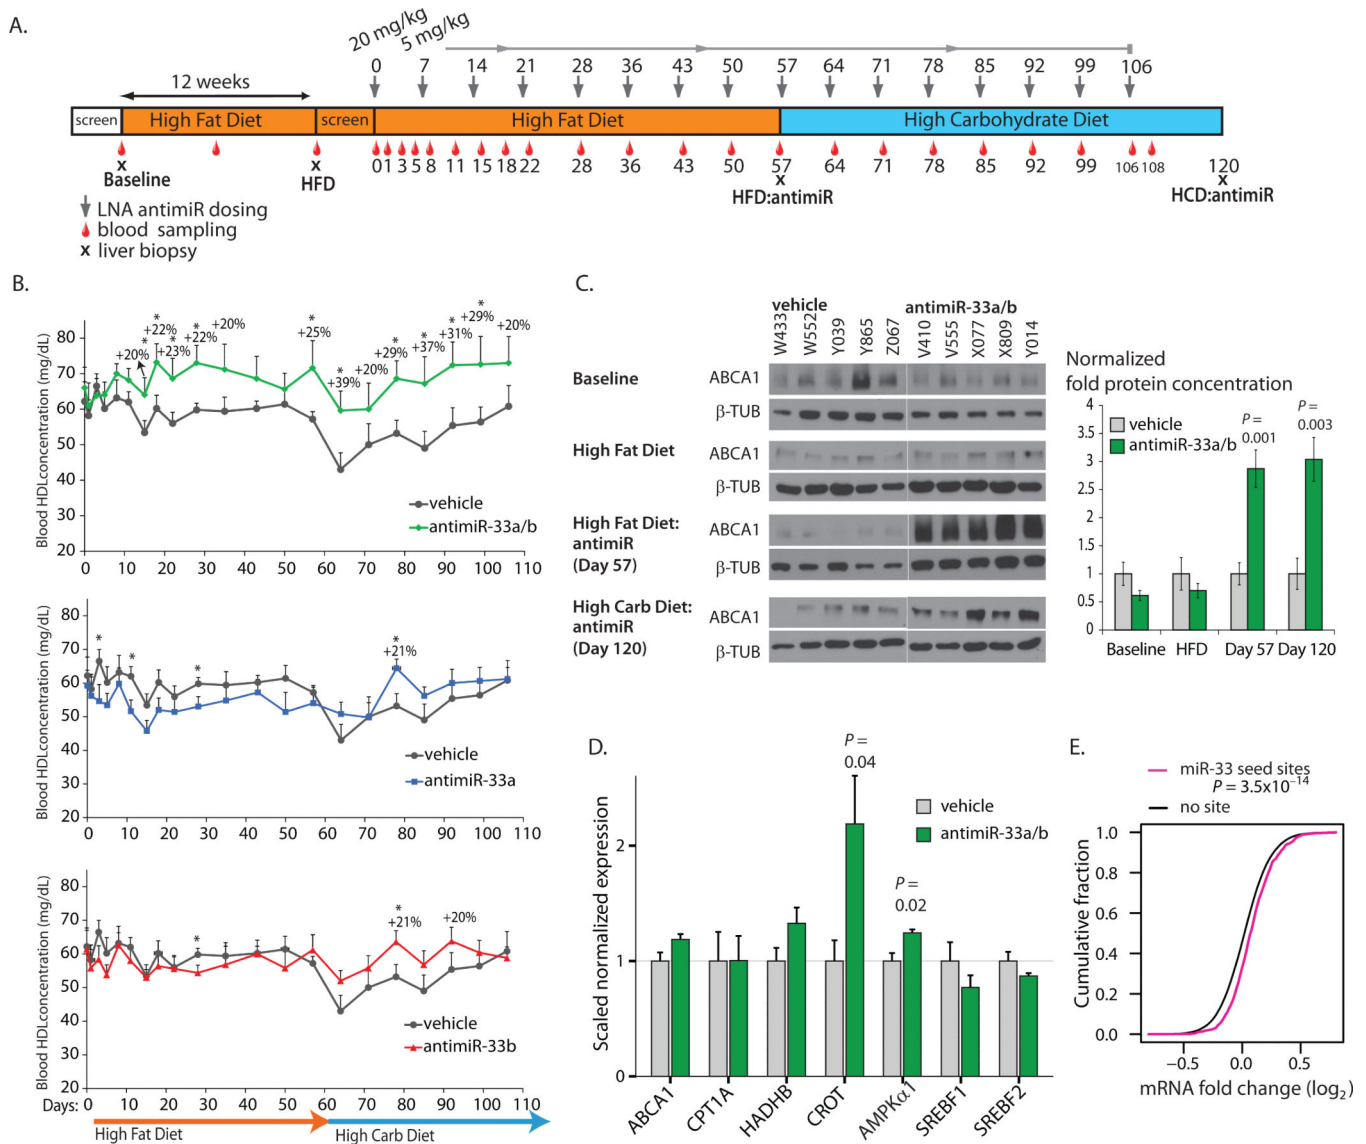 A.
20 mg/kg
5 mg/kg
0 7 14 21 28 36 43 50 57 64 71 78 85 92 99 106
12 weeks
screen High Fat Diet screen High Fat Diet High Carbohydrate Diet
0 1 3 5 8 11 15 18 22 28 36 43 50 57 64 71 78 85 92 99 106 108 120
x x x x
Baseline HFD HFD:antimiR HCD:antimiR
LNA antimiR dosing
blood sampling
x liver biopsy
B.
Blood HDLconcentration (mg/dL)
80
70
60
50
40
30
20
* +20%
* +22%
* +23%
* +22%
+20%
* +25%
* +39%
+20%
* +29%
* +37%
* +31%
* +29%
+20%
vehicle
antimiR-33a/b
0 10 20 30 40 50 60 70 80 90 100
Blood HDLconcentration (mg/dL)
80
70
60
50
40
30
20
* * * *
+21%
vehicle
antimiR-33a
0 10 20 30 40 50 60 70 80 90 100 110
Blood HDLconcentration (mg/dL)
80
70
60
50
40
30
20
* *
+21%
+20%
vehicle
antimiR-33b
Days: 0 10 20 30 40 50 60 70 80 90 100 110
High Fat Diet High Carb Diet
C.
vehicle antimiR-33a/b
W433 W552 Y039 Y865 Z067 V410 V555 X077 X809 Y014
Baseline
ABCA1
β-TUB
High Fat Diet
ABCA1
β-TUB
High Fat Diet:
antimiR
(Day 57)
ABCA1
β-TUB
High Carb Diet:
antimiR
(Day 120)
ABCA1
β-TUB
Normalized
fold protein concentration
vehicle
antimiR-33a/b
P =
0.001
P =
0.003
4
3.5
3
2.5
2
1.5
1
0.5
0
Baseline HFD Day 57 Day 120
D.
Scaled normalized expression
2
1
0
P =
0.04
P =
0.02
vehicle
antimiR-33a/b
ABCA1 CPT1A HADHB CROT AMPKα1 SREBF1 SREBF2
E.
miR-33 seed sites
P = 3.5x10⁻¹⁴
no site
Cumulative fraction
1.0
0.8
0.6
0.4
0.2
0.0
−0.5 0.0 0.5
mRNA fold change (log₂)